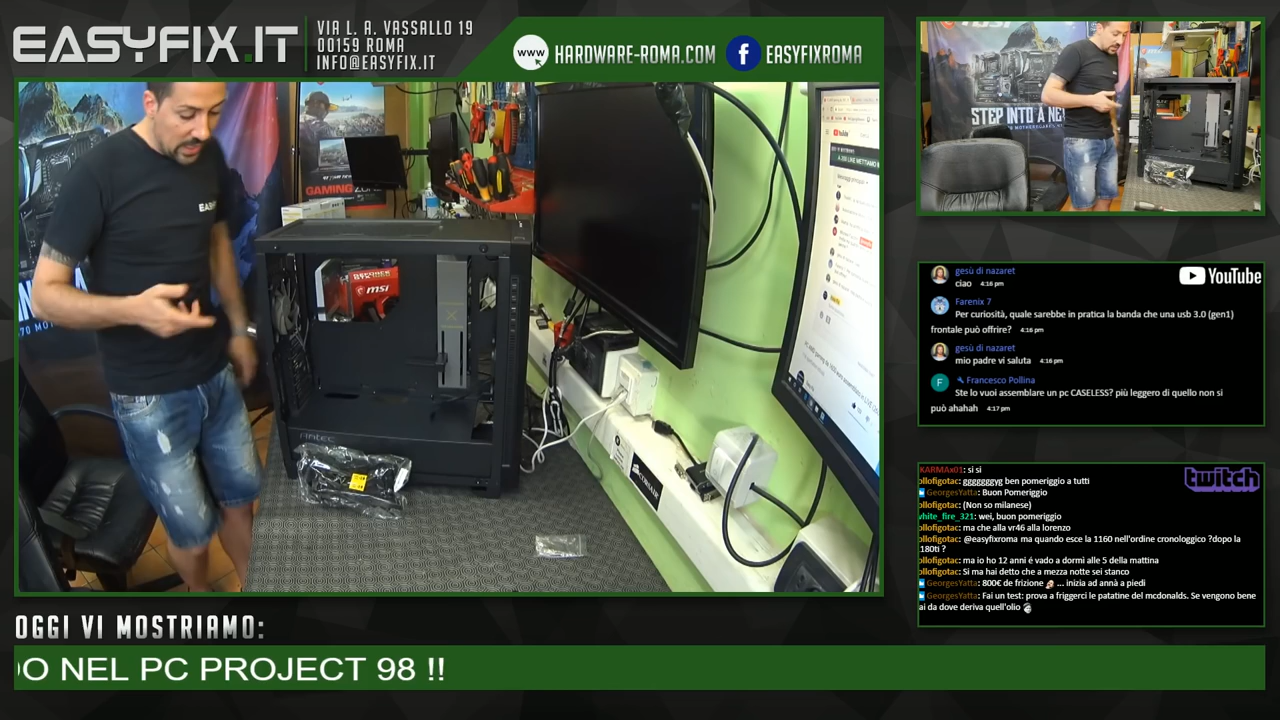 EASYFIX.IT
VIA L. A. VASSALLO 19
00159 ROMA
INFO@EASYFIX.IT
WWW
HARDWARE-ROMA.COM
f
EASYFIXROMA
GAMING
GEFORCE
GTX
msi
antec
CORSAIR
STEP INTO A NE
YouTube
gesù di nazaret
ciao 4:16 pm
Farenix 7
Per curiosità, quale sarebbe in pratica la banda che una usb 3.0 (gen1)
frontale può offrire? 4:16 pm
gesù di nazaret
mio padre vi saluta 4:16 pm
F Francesco Pollina
Ste lo vuoi assemblare un pc CASELESS? più leggero di quello non si
può ahahah 4:17 pm
twitch
KARMAx01: si si
ollofigotac: gggggggyg ben pomeriggio a tutti
GeorgesYatta: Buon Pomeriggio
ollofigotac: (Non so milanese)
white_fire_321: wei, buon pomeriggio
ollofigotac: ma che alla vr46 alla lorenzo
ollofigotac: @easyfixroma ma quando esce la 1160 nell'ordine cronologgico ?dopo la
180ti ?
ollofigotac: ma io ho 12 anni é vado a dormì alle 5 della mattina
ollofigotac: Si ma hai detto che a mezza notte sei stanco
GeorgesYatta: 800€ de frizione ... inizia ad annà a piedi
GeorgesYatta: Fai un test: prova a friggerci le patatine del mcdonalds. Se vengono bene
ai da dove deriva quell'olio
OGGI VI MOSTRIAMO:
O NEL PC PROJECT 98 !!